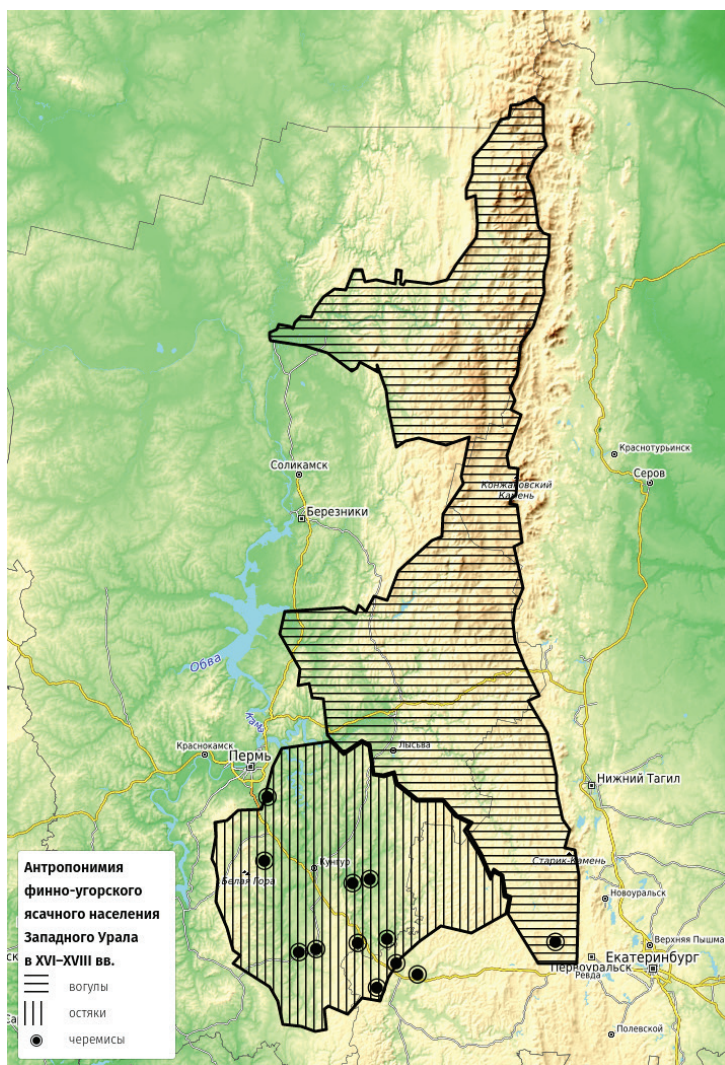 Краснотурьинск
Серов
Соликамск
Конжаковский
Камень
Березники
Обва
Кама
Лысьва
Краснокамск
Пермь
Нижний Тагил
Старик-Камень
Кунгур
Белая Гора
Новоуральск
Верхняя Пышма
Екатеринбург
Первоуральск
Ревда
Полевской
Антропонимия
финно-угорского
ясачного населения
Западного Урала
в XVI–XVIII вв.
вогулы
остяки
черемисы